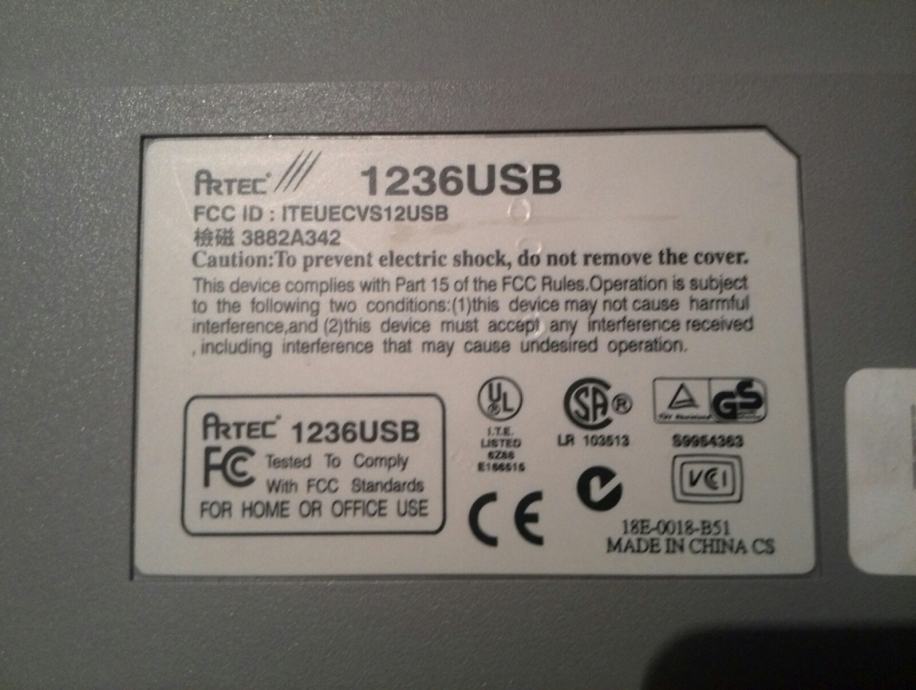 ARTEC 1236USB
FCC ID : ITEUECVS12USB
檢磁 3882A342
Caution:To prevent electric shock, do not remove the cover.
This device complies with Part 15 of the FCC Rules.Operation is subject
to the following two conditions:(1)this device may not cause harmful
interference,and (2)this device must accept any interference received
, including interference that may cause undesired operation.
ARTEC 1236USB
FC Tested To Comply
With FCC Standards
FOR HOME OR OFFICE USE
UL
I.T.E.
LISTED
E166616
CE
SA ®
LR 103513
GS
S9954363
VCI
18E-0018-B51
MADE IN CHINA CS